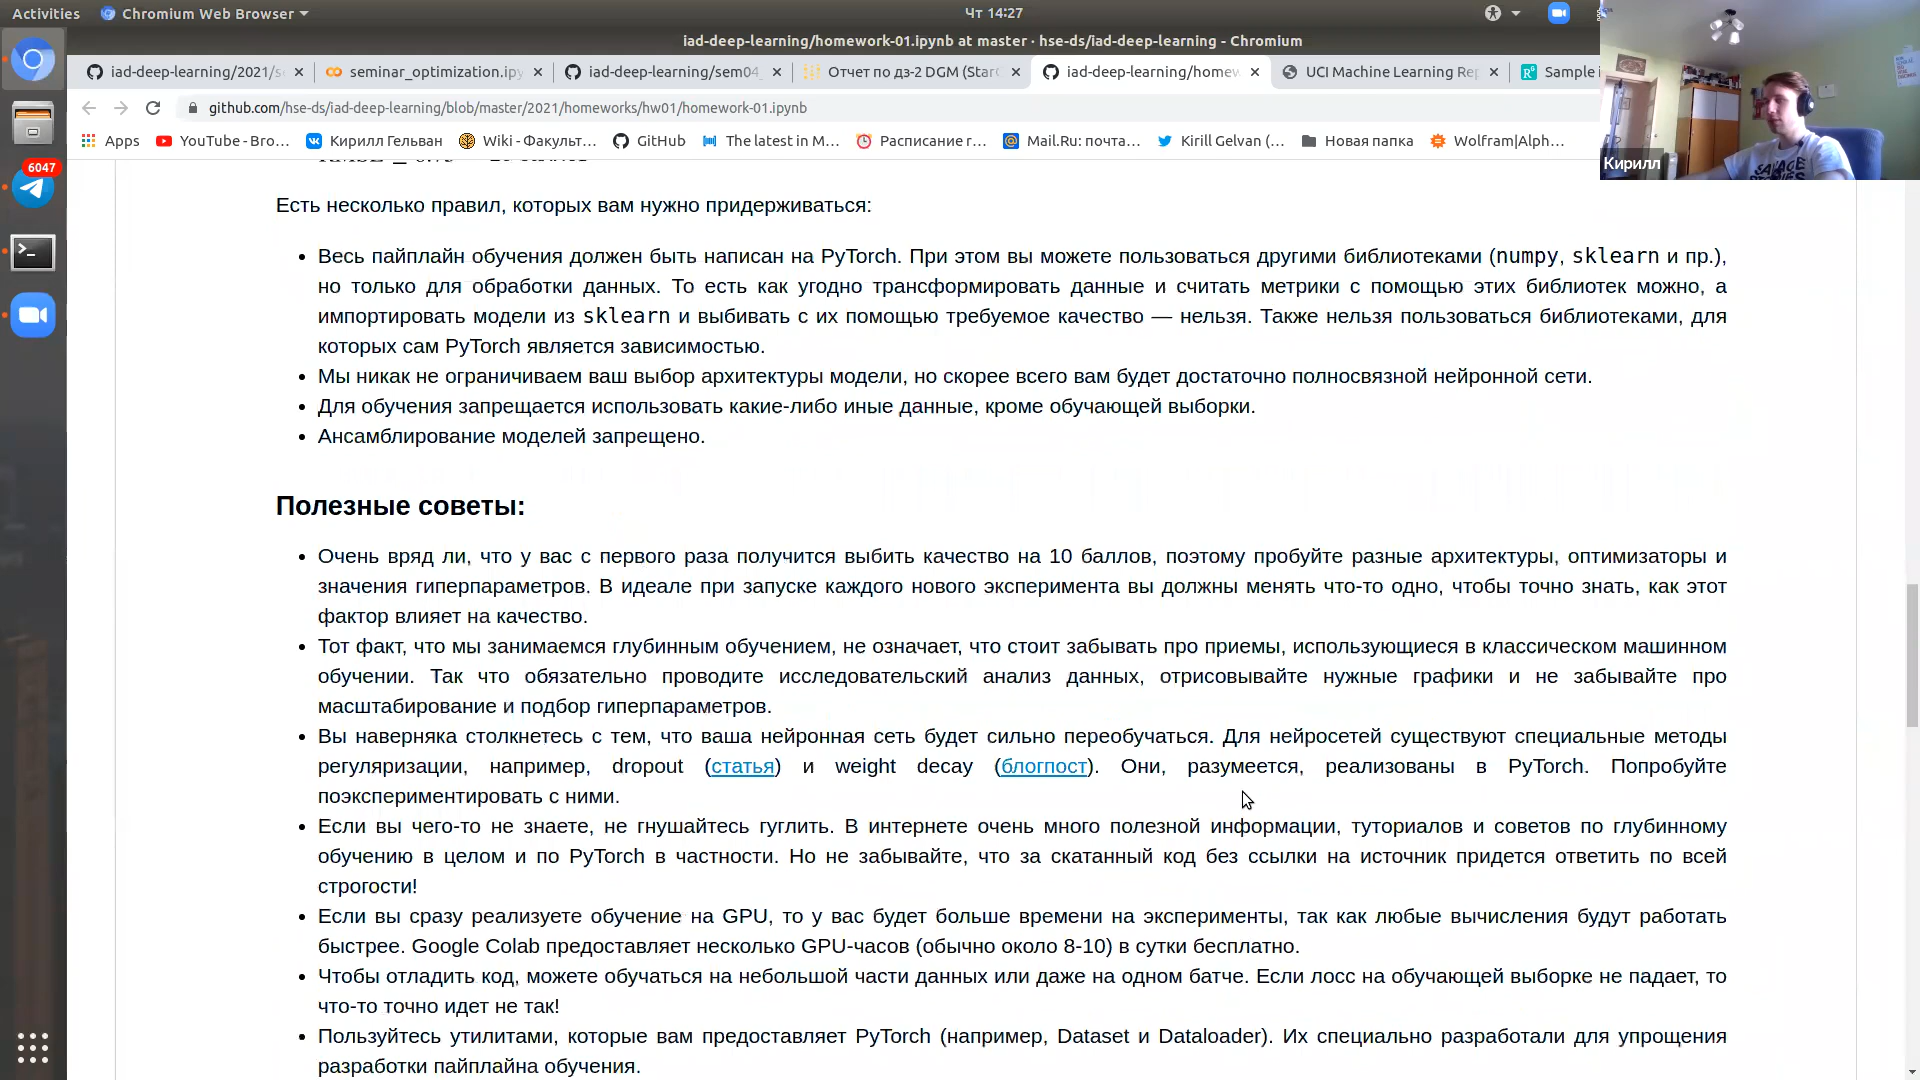 Activities
Chromium Web Browser
Чт 14:27
iad-deep-learning/homework-01.ipynb at master · hse-ds/iad-deep-learning - Chromium
iad-deep-learning/2021/se
seminar_optimization.ipy
iad-deep-learning/sem04_
Отчет по дз-2 DGM (Star
iad-deep-learning/homew
UCI Machine Learning Rep
Sample i
github.com/hse-ds/iad-deep-learning/blob/master/2021/homeworks/hw01/homework-01.ipynb
Apps
YouTube - Bro...
Кирилл Гельван
Wiki - Факульт...
GitHub
The latest in M...
Расписание г...
Mail.Ru: почта...
Kirill Gelvan (...
Новая папка
Wolfram|Alph...
Кирилл
6047
Есть несколько правил, которых вам нужно придерживаться:
• Весь пайплайн обучения должен быть написан на PyTorch. При этом вы можете пользоваться другими библиотеками (numpy, sklearn и пр.),
но только для обработки данных. То есть как угодно трансформировать данные и считать метрики с помощью этих библиотек можно, а
импортировать модели из sklearn и выбивать с их помощью требуемое качество — нельзя. Также нельзя пользоваться библиотеками, для
которых сам PyTorch является зависимостью.
• Мы никак не ограничиваем ваш выбор архитектуры модели, но скорее всего вам будет достаточно полносвязной нейронной сети.
• Для обучения запрещается использовать какие-либо иные данные, кроме обучающей выборки.
• Ансамблирование моделей запрещено.
Полезные советы:
• Очень вряд ли, что у вас с первого раза получится выбить качество на 10 баллов, поэтому пробуйте разные архитектуры, оптимизаторы и
значения гиперпараметров. В идеале при запуске каждого нового эксперимента вы должны менять что-то одно, чтобы точно знать, как этот
фактор влияет на качество.
• Тот факт, что мы занимаемся глубинным обучением, не означает, что стоит забывать про приемы, использующиеся в классическом машинном
обучении. Так что обязательно проводите исследовательский анализ данных, отрисовывайте нужные графики и не забывайте про
масштабирование и подбор гиперпараметров.
• Вы наверняка столкнетесь с тем, что ваша нейронная сеть будет сильно переобучаться. Для нейросетей существуют специальные методы
регуляризации, например, dropout (статья) и weight decay (блогпост). Они, разумеется, реализованы в PyTorch. Попробуйте
поэкспериментировать с ними.
• Если вы чего-то не знаете, не гнушайтесь гуглить. В интернете очень много полезной информации, туториалов и советов по глубинному
обучению в целом и по PyTorch в частности. Но не забывайте, что за скатанный код без ссылки на источник придется ответить по всей
строгости!
• Если вы сразу реализуете обучение на GPU, то у вас будет больше времени на эксперименты, так как любые вычисления будут работать
быстрее. Google Colab предоставляет несколько GPU-часов (обычно около 8-10) в сутки бесплатно.
• Чтобы отладить код, можете обучаться на небольшой части данных или даже на одном батче. Если лосс на обучающей выборке не падает, то
что-то точно идет не так!
• Пользуйтесь утилитами, которые вам предоставляет PyTorch (например, Dataset и Dataloader). Их специально разработали для упрощения
разработки пайплайна обучения.